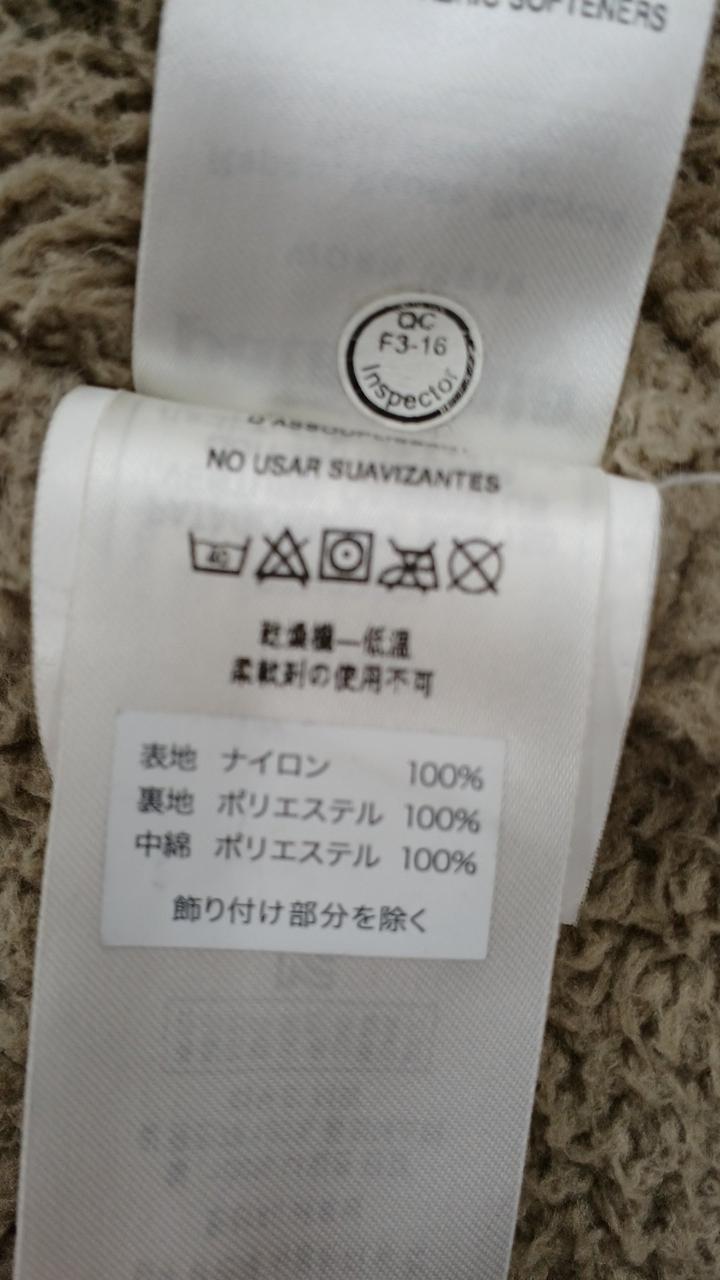 SOFTENERS
QC
F3-16
Inspector
NO USAR SUAVIZANTES
40
乾燥機—低温
柔軟剤の使用不可
表地 ナイロン 100%
裏地 ポリエステル 100%
中綿 ポリエステル 100%
飾り付け部分を除く